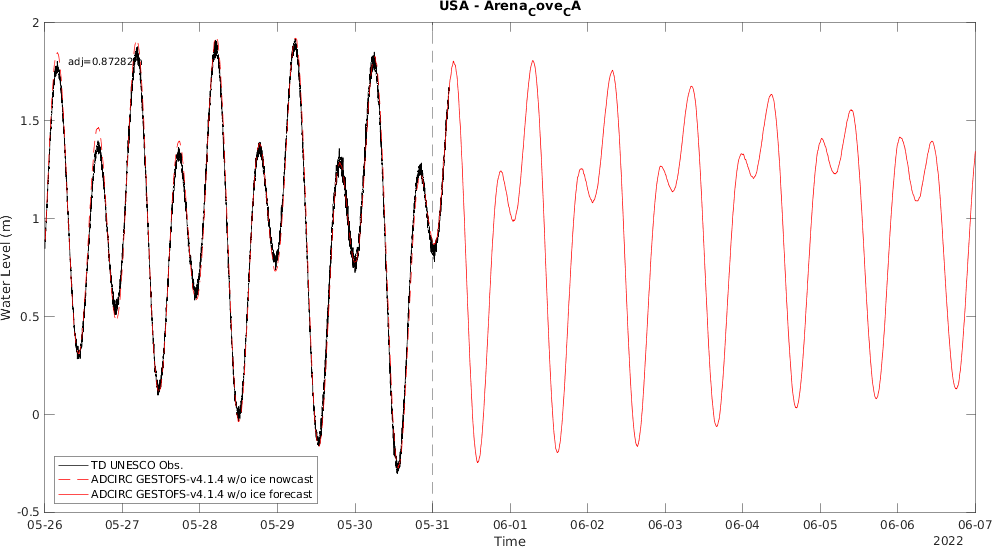 USA - Arena_Cove_CA
2
adj=0.87282
1.5
1
0.5
0
-0.5
Water Level (m)
TD UNESCO Obs.
ADCIRC GESTOFS-v4.1.4 w/o ice nowcast
ADCIRC GESTOFS-v4.1.4 w/o ice forecast
05-26 05-27 05-28 05-29 05-30 05-31 06-01 06-02 06-03 06-04 06-05 06-06 06-07
Time
2022